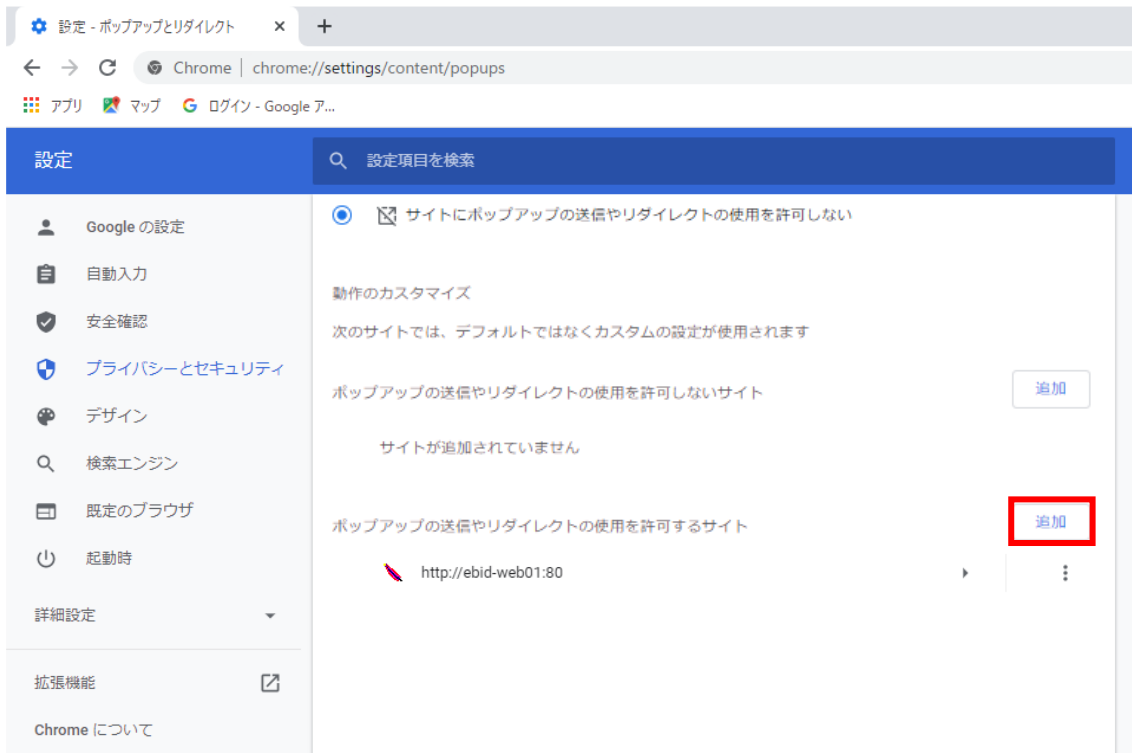 設定 - ポップアップとリダイレクト
Chrome | chrome://settings/content/popups
アプリ マップ ログイン - Google ア...
設定
設定項目を検索
Google の設定
自動入力
安全確認
プライバシーとセキュリティ
デザイン
検索エンジン
既定のブラウザ
起動時
詳細設定
拡張機能
Chrome について
サイトにポップアップの送信やリダイレクトの使用を許可しない
動作のカスタマイズ
次のサイトでは、デフォルトではなくカスタムの設定が使用されます
ポップアップの送信やリダイレクトの使用を許可しないサイト
追加
サイトが追加されていません
ポップアップの送信やリダイレクトの使用を許可するサイト
追加
http://ebid-web01:80